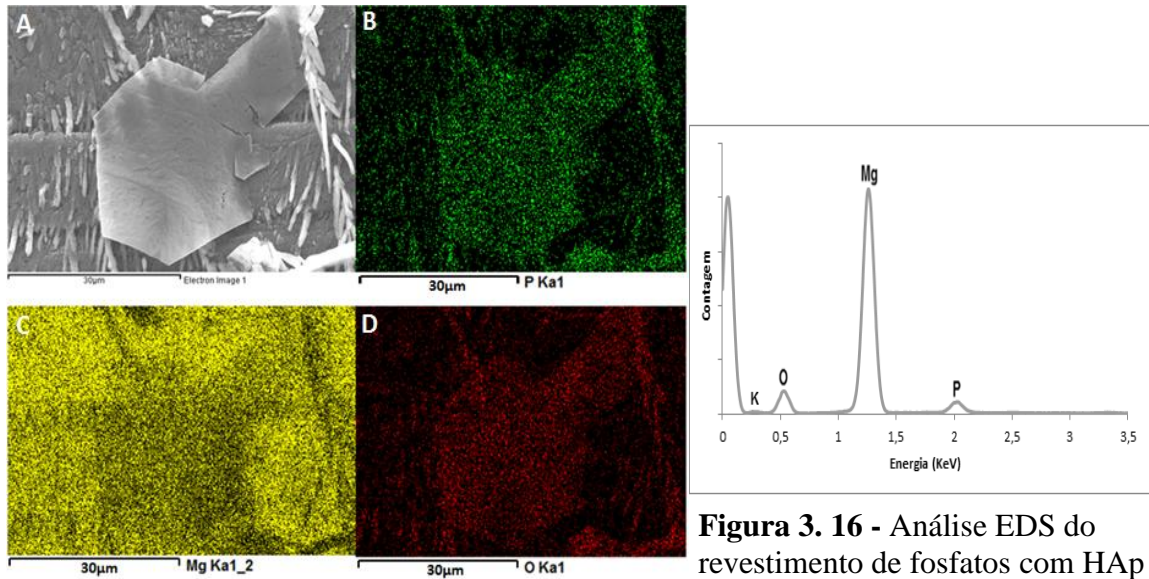 A
30µm
Electron Image 1
B
30µm
P Ka1
C
30µm
Mg Ka1_2
D
30µm
O Ka1
Contagem
K
O
Mg
P
0
0,5
1
1,5
2
2,5
3
3,5
Energia (KeV)
Figura 3. 16 - Análise EDS do
revestimento de fosfatos com HAp